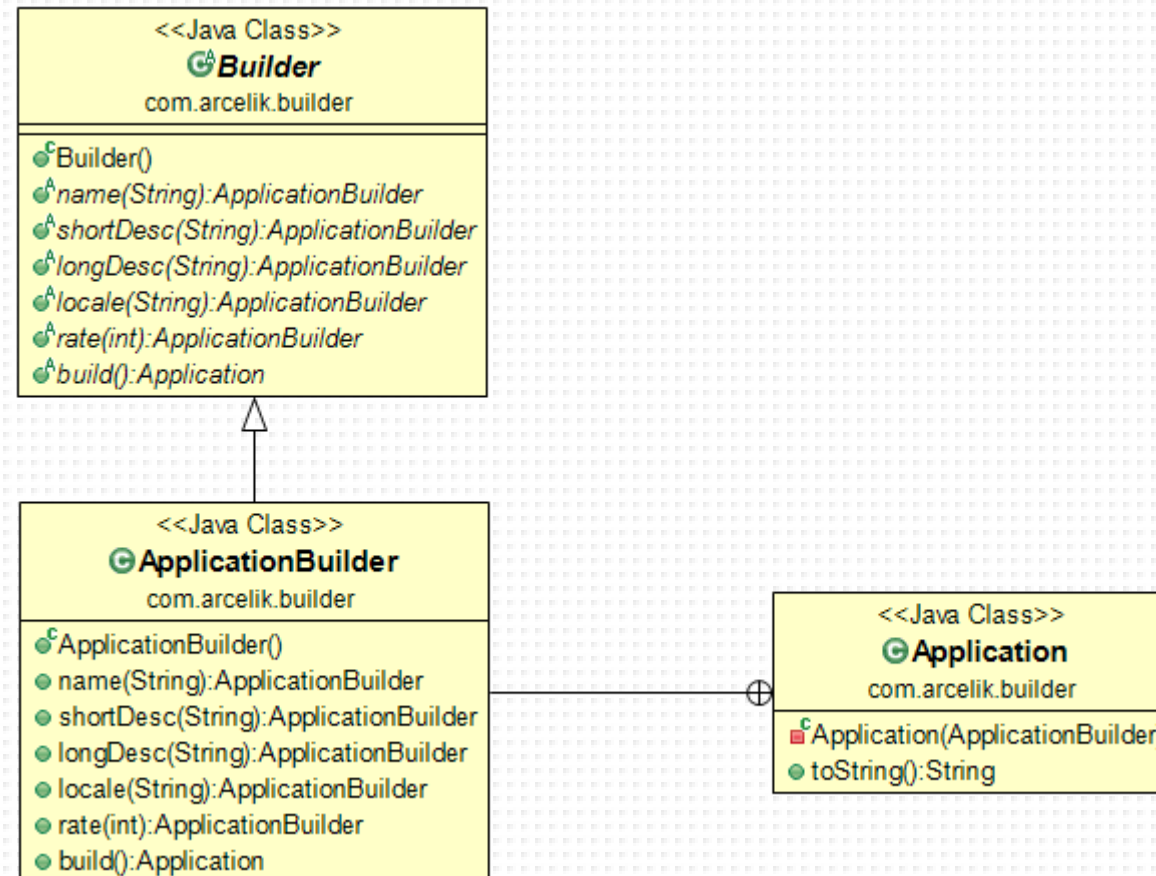 <<Java Class>>
Builder
com.arcelik.builder
Builder()
name(String):ApplicationBuilder
shortDesc(String):ApplicationBuilder
longDesc(String):ApplicationBuilder
locale(String):ApplicationBuilder
rate(int):ApplicationBuilder
build():Application
<<Java Class>>
ApplicationBuilder
com.arcelik.builder
ApplicationBuilder()
name(String):ApplicationBuilder
shortDesc(String):ApplicationBuilder
longDesc(String):ApplicationBuilder
locale(String):ApplicationBuilder
rate(int):ApplicationBuilder
build():Application
<<Java Class>>
Application
com.arcelik.builder
Application(ApplicationBuilder
toString():String